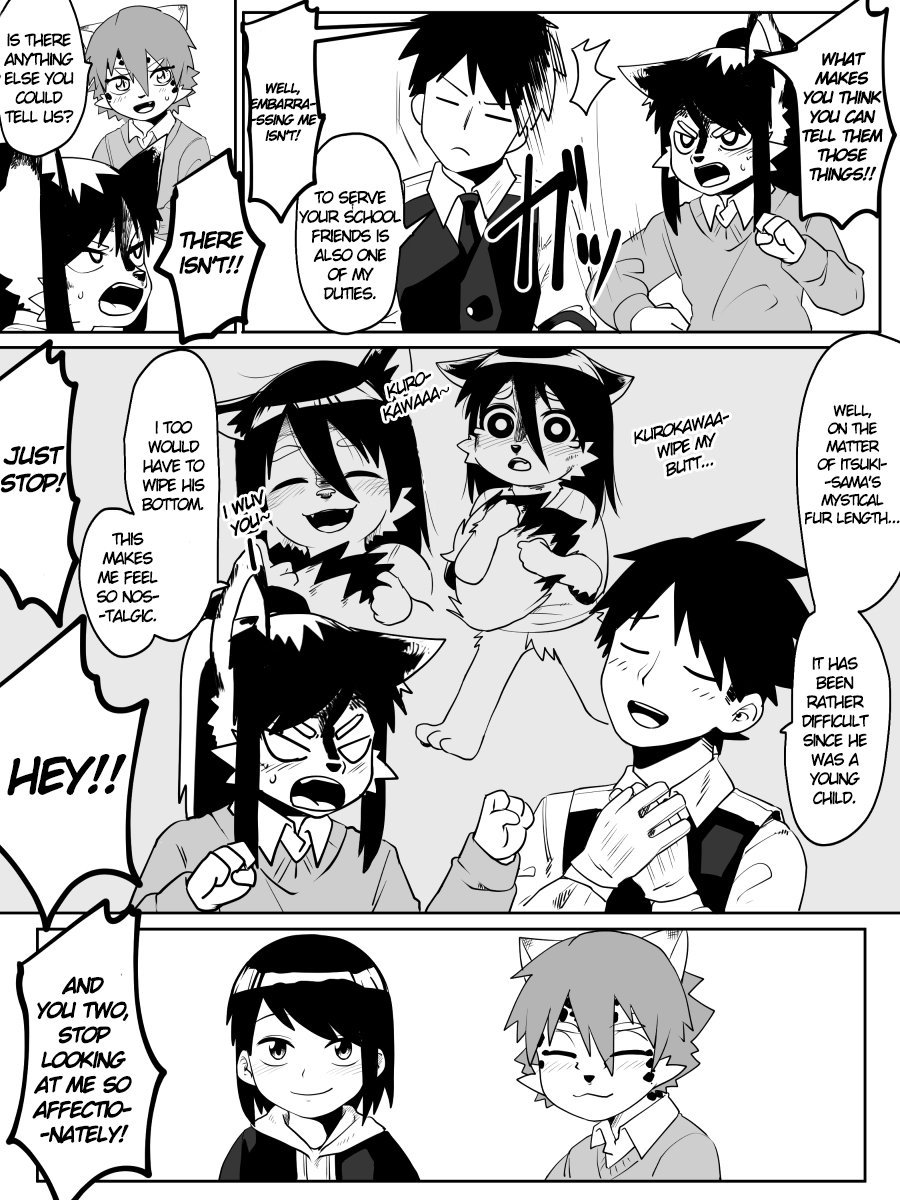 WHAT
MAKES
YOU THINK
YOU CAN
TELL THEM
THOSE
THINGS!!
ガッ
WELL,
EMBARRA-
-SSING ME
ISN'T!
TO SERVE
YOUR SCHOOL
FRIENDS IS
ALSO ONE
OF MY
DUTIES.
IS THERE
ANYTHING
ELSE YOU
COULD
TELL US?
THERE
ISN'T!!
WELL,
ON THE
MATTER
OF ITSUKI-
-SAMA'S
MYSTICAL
FUR LENGTH...
IT HAS
BEEN
RATHER
DIFFICULT
SINCE HE
WAS A
YOUNG
CHILD.
KUROKAWAA-
WIPE MY
BUTT...
KURO-
KAWAAA~
I WUV
YOU~
I TOO
WOULD
HAVE TO
WIPE HIS
BOTTOM.
THIS
MAKES
ME FEEL
SO NOS-
-TALGIC.
JUST
STOP!
HEY!!
AND
YOU TWO,
STOP
LOOKING
AT ME SO
AFFECTIO-
-NATELY!